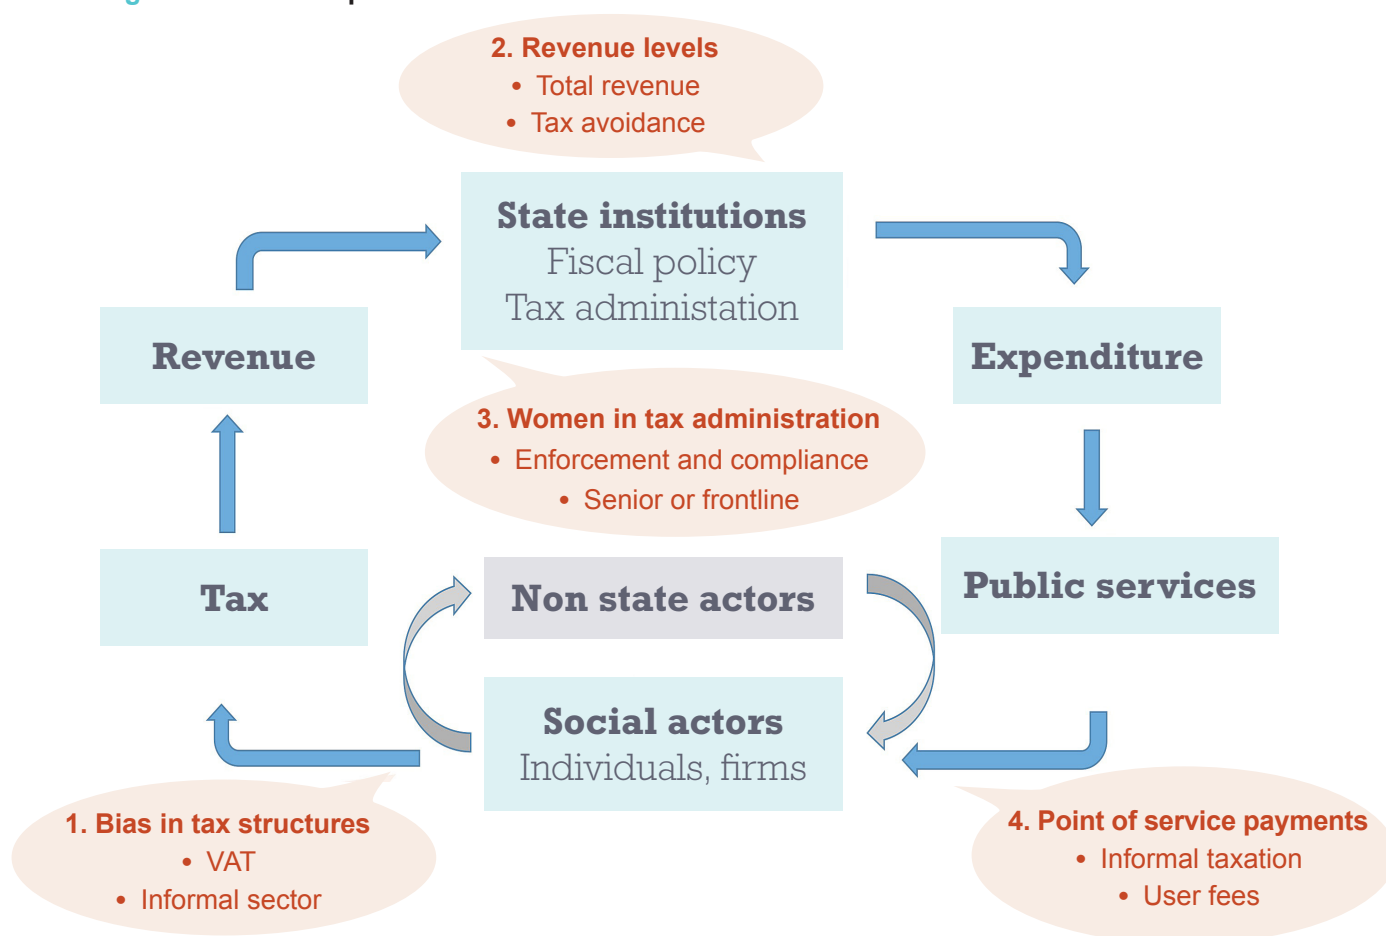 2. Revenue levels
• Total revenue
• Tax avoidance
State institutions
Fiscal policy
Tax administation
Revenue
Expenditure
3. Women in tax administration
• Enforcement and compliance
• Senior or frontline
Tax
Non state actors
Public services
Social actors
Individuals, firms
1. Bias in tax structures
• VAT
• Informal sector
4. Point of service payments
• Informal taxation
• User fees